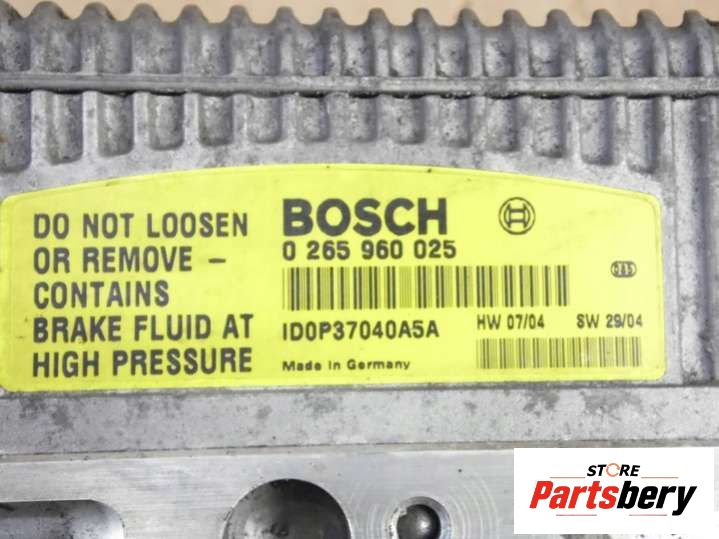 DO NOT LOOSEN
OR REMOVE –
CONTAINS
BRAKE FLUID AT
HIGH PRESSURE
BOSCH
0 265 960 025
ID0P37040A5A
HW 07/04 SW 29/04
Made in Germany
STORE
Partsbery